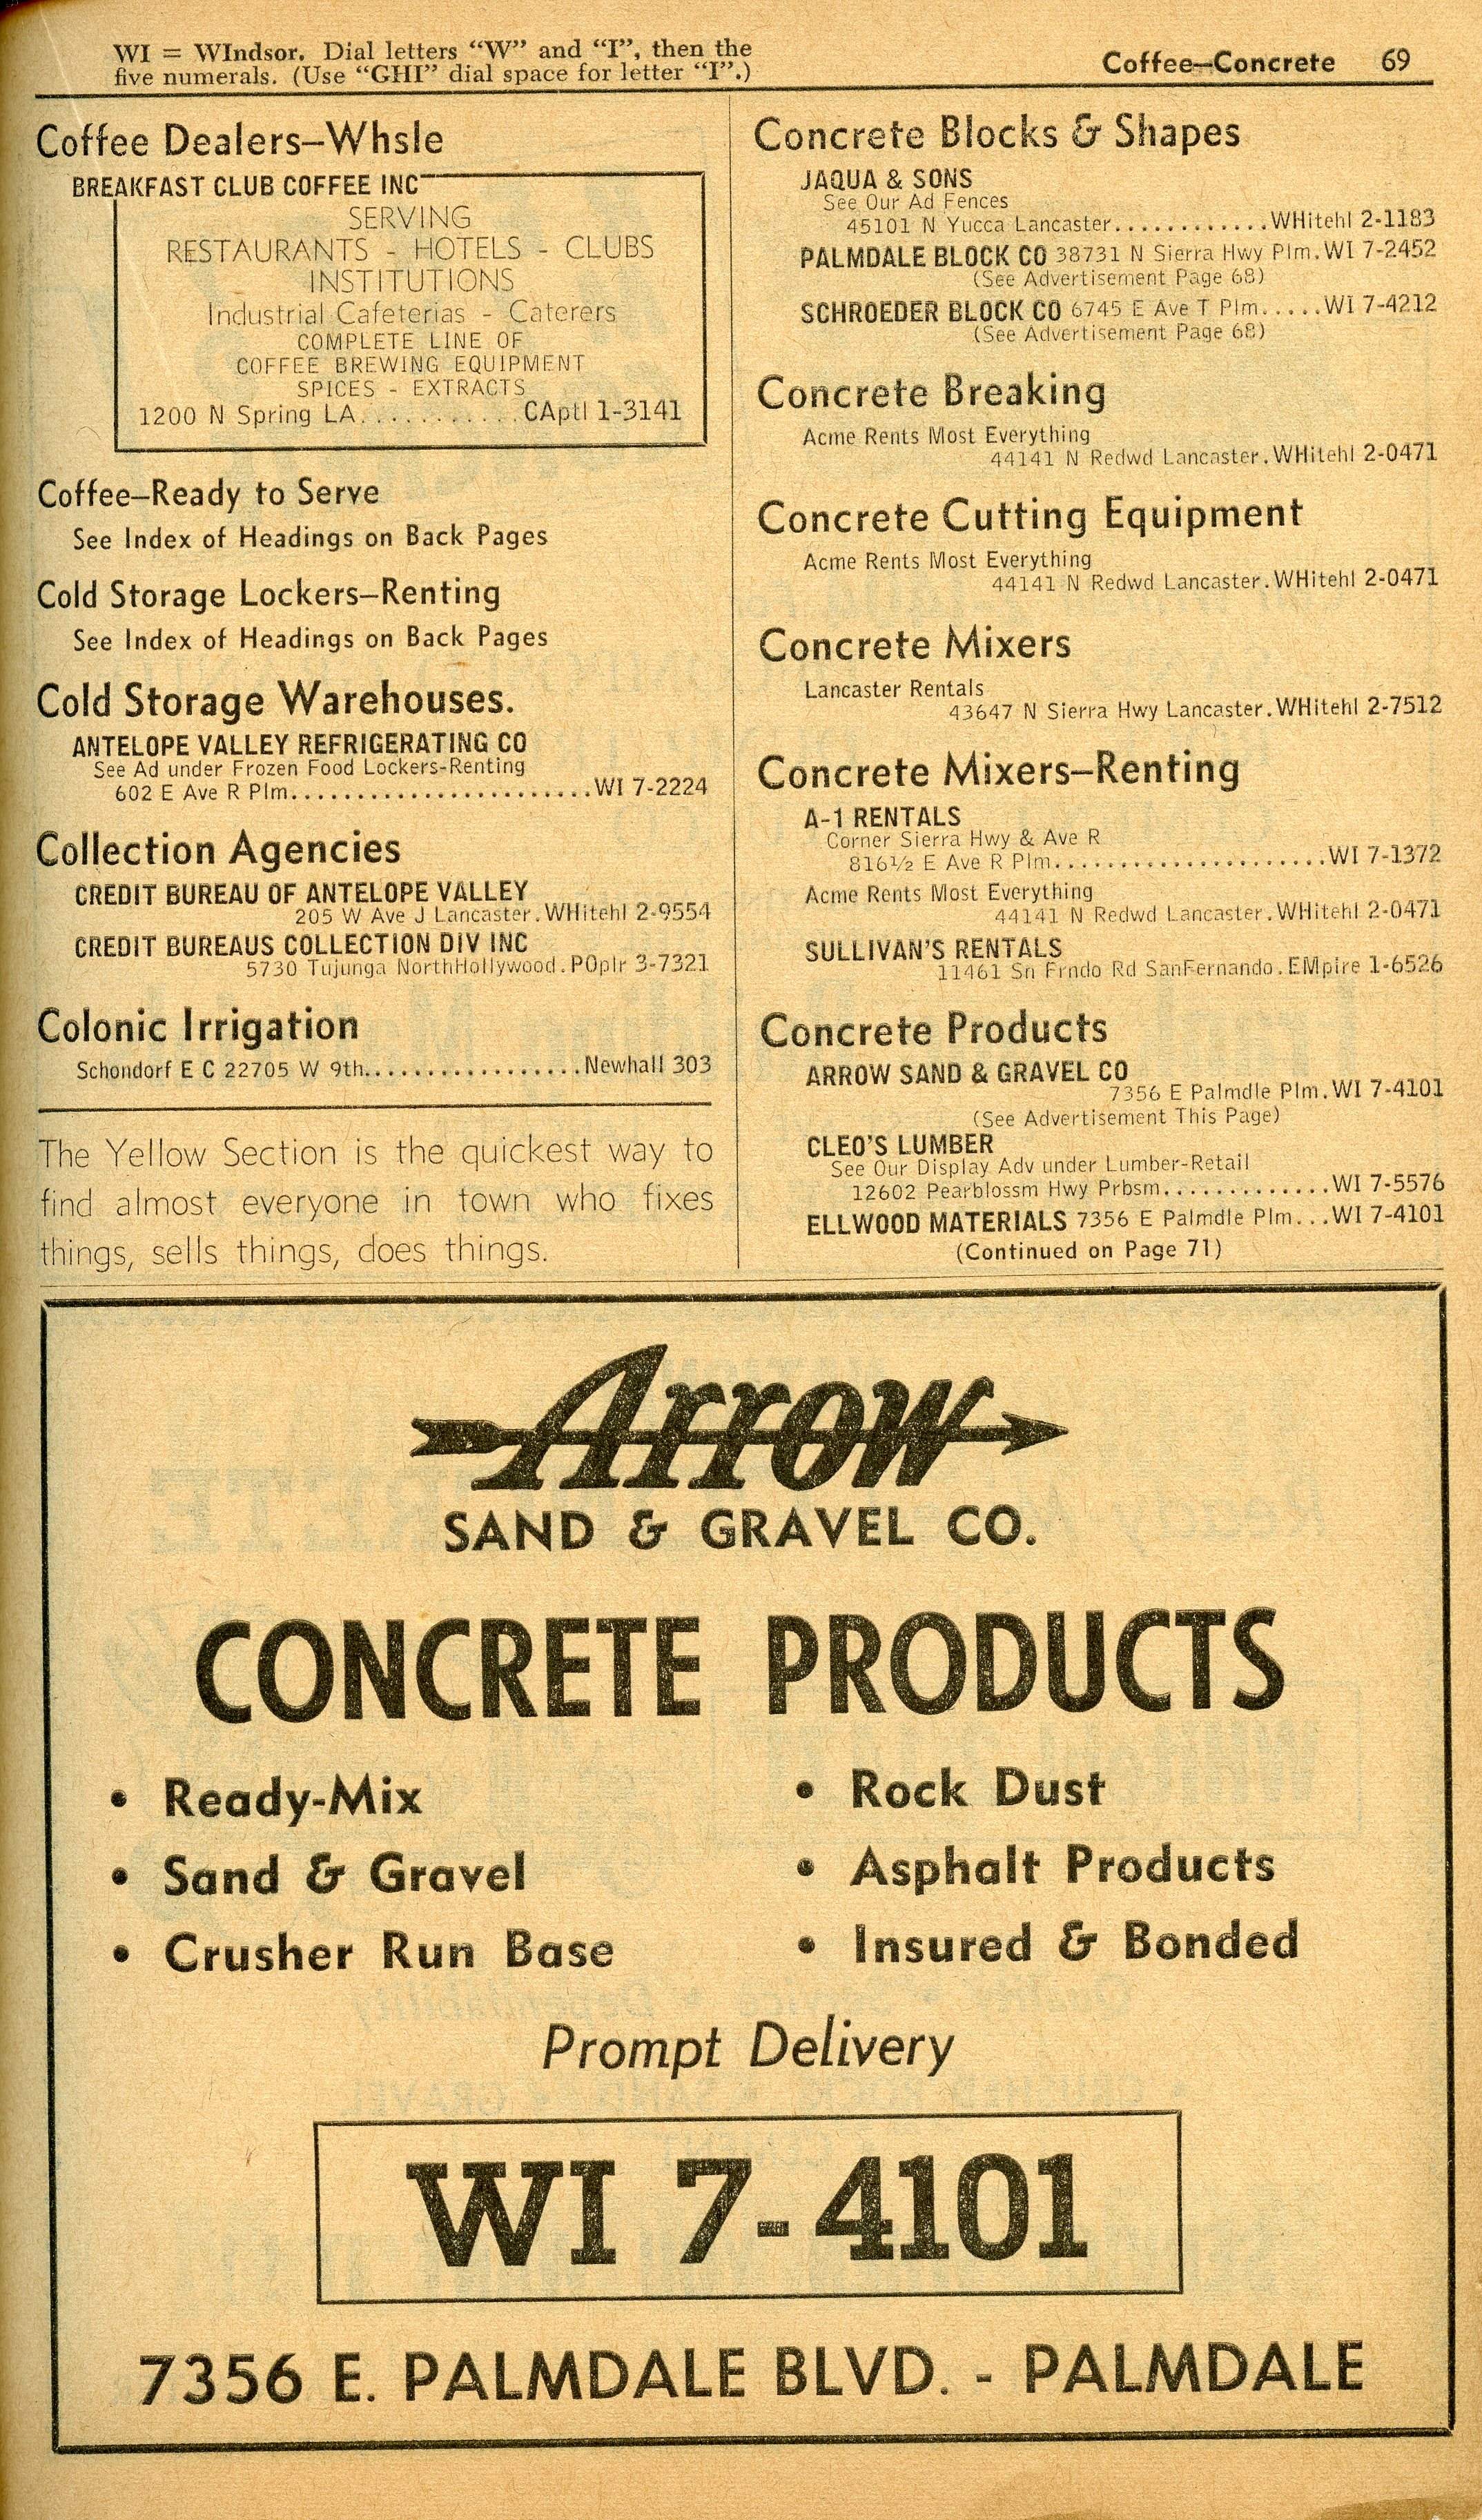 WI = WIndsor. Dial letters “W” and “I”, then the
five numerals. (Use “GHI” dial space for letter “I”.)
Coffee—Concrete 69
Coffee Dealers—Whsle
BREAKFAST CLUB COFFEE INC
SERVING
RESTAURANTS - HOTELS - CLUBS
INSTITUTIONS
Industrial Cafeterias - Caterers
COMPLETE LINE OF
COFFEE BREWING EQUIPMENT
SPICES - EXTRACTS
1200 N Spring LA...........CAptl 1-3141
Coffee—Ready to Serve
See Index of Headings on Back Pages
Cold Storage Lockers—Renting
See Index of Headings on Back Pages
Cold Storage Warehouses.
ANTELOPE VALLEY REFRIGERATING CO
See Ad under Frozen Food Lockers-Renting
602 E Ave R Plm.......................WI 7-2224
Collection Agencies
CREDIT BUREAU OF ANTELOPE VALLEY
205 W Ave J Lancaster.WHitehl 2-9554
CREDIT BUREAUS COLLECTION DIV INC
5730 Tujunga NorthHollywood.POplr 3-7321
Colonic Irrigation
Schondorf E C 22705 W 9th.................Newhall 303
The Yellow Section is the quickest way to
find almost everyone in town who fixes
things, sells things, does things.
Concrete Blocks & Shapes
JAQUA & SONS
See Our Ad Fences
45101 N Yucca Lancaster............WHitehl 2-1183
PALMDALE BLOCK CO 38731 N Sierra Hwy Plm.WI 7-2452
(See Advertisement Page 68)
SCHROEDER BLOCK CO 6745 E Ave T Plm.....WI 7-4212
(See Advertisement Page 68)
Concrete Breaking
Acme Rents Most Everything
44141 N Redwd Lancaster.WHitehl 2-0471
Concrete Cutting Equipment
Acme Rents Most Everything
44141 N Redwd Lancaster.WHitehl 2-0471
Concrete Mixers
Lancaster Rentals
43647 N Sierra Hwy Lancaster.WHitehl 2-7512
Concrete Mixers—Renting
A-1 RENTALS
Corner Sierra Hwy & Ave R
816½ E Ave R Plm.....................WI 7-1372
Acme Rents Most Everything
44141 N Redwd Lancaster.WHitehl 2-0471
SULLIVAN'S RENTALS
11461 Sn Frndo Rd SanFernando.EMpire 1-6526
Concrete Products
ARROW SAND & GRAVEL CO
7356 E Palmdle Plm.WI 7-4101
(See Advertisement This Page)
CLEO'S LUMBER
See Our Display Adv under Lumber-Retail
12602 Pearblossm Hwy Prbsm.............WI 7-5576
ELLWOOD MATERIALS 7356 E Palmdle Plm...WI 7-4101
(Continued on Page 71)
Arrow
SAND & GRAVEL CO.
CONCRETE PRODUCTS
• Ready-Mix
• Sand & Gravel
• Crusher Run Base
• Rock Dust
• Asphalt Products
• Insured & Bonded
Prompt Delivery
WI 7-4101
7356 E. PALMDALE BLVD. - PALMDALE